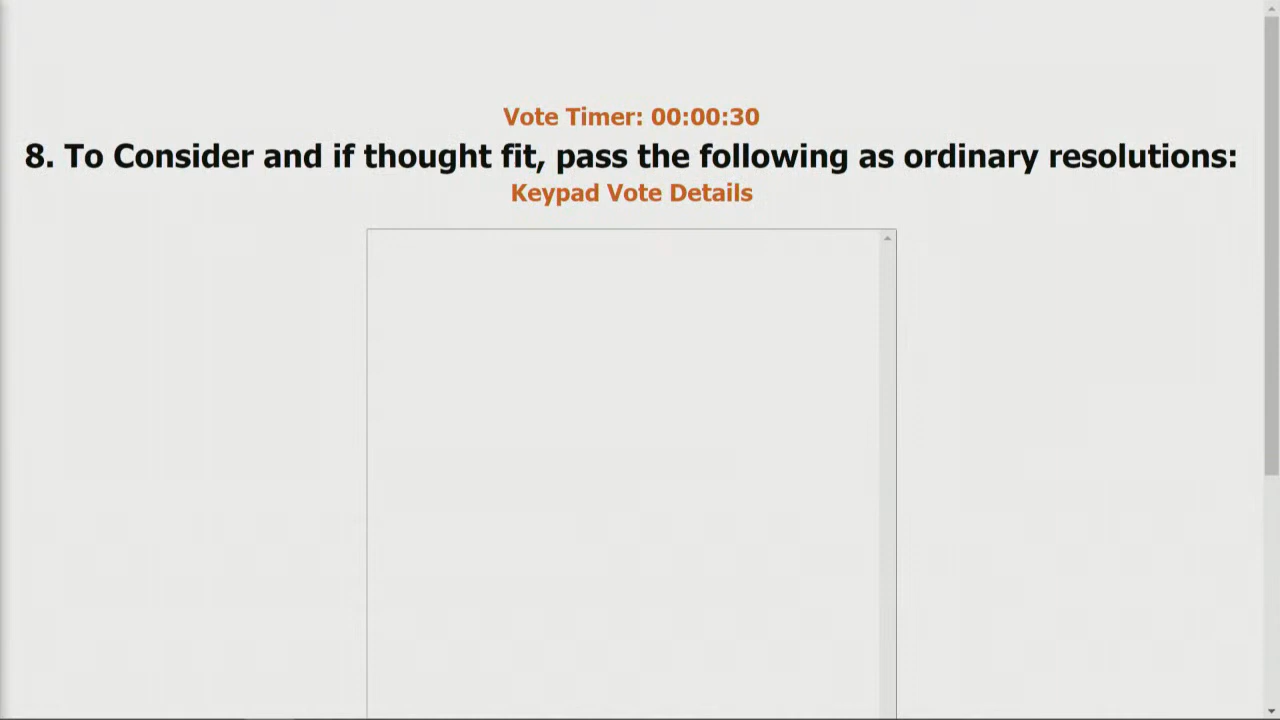 Vote Timer: 00:00:30
8. To Consider and if thought fit, pass the following as ordinary resolutions:
Keypad Vote Details